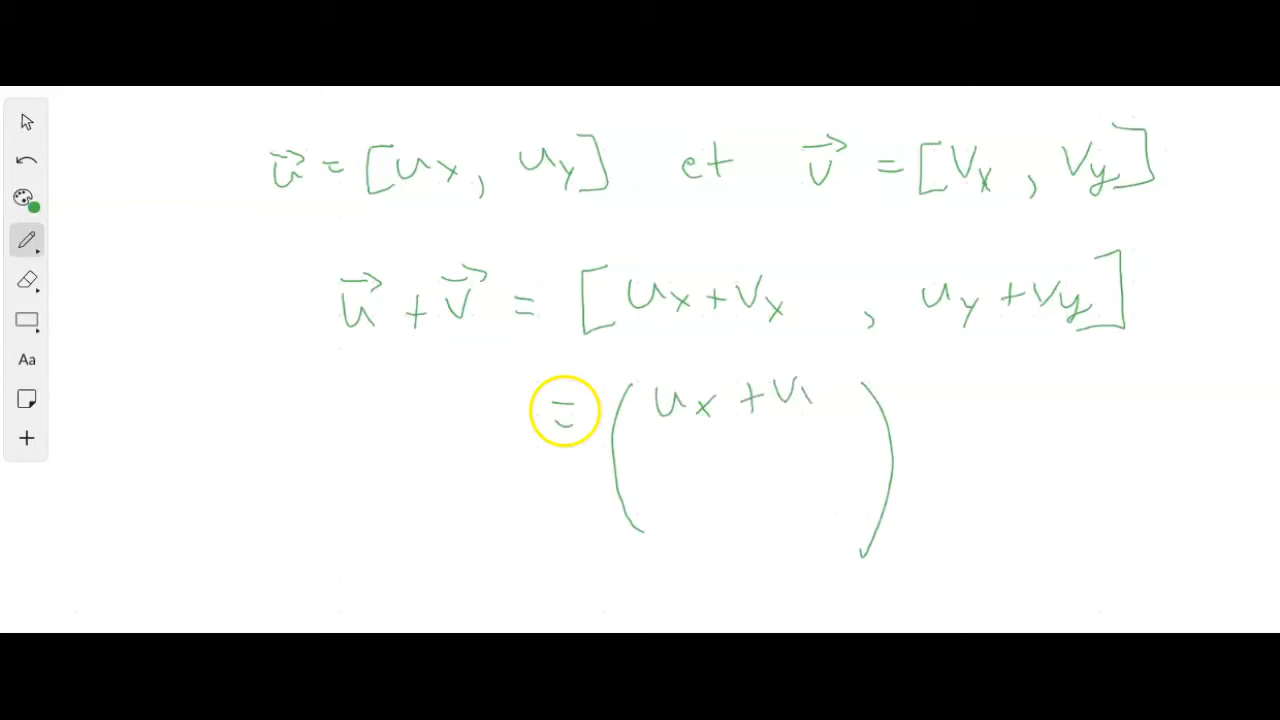 Aa
u⃗ = [ux, uy] et v⃗ = [Vx, Vy]
u⃗ + v⃗ = [ux+Vx, uy+Vy]
= (ux + V